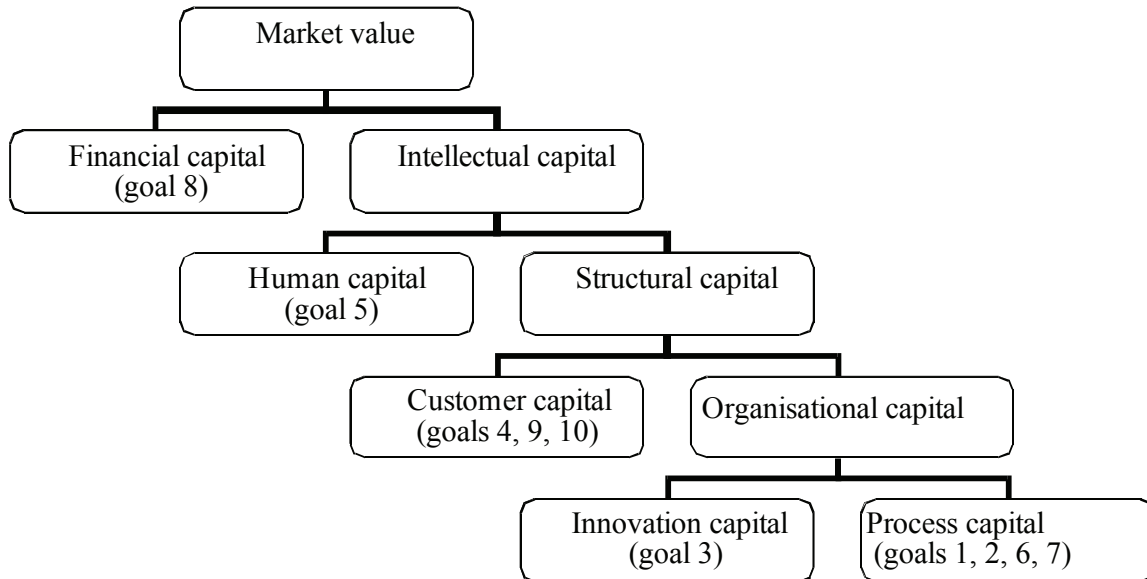 Market value
Financial capital
(goal 8)
Intellectual capital
Human capital
(goal 5)
Structural capital
Customer capital
(goals 4, 9, 10)
Organisational capital
Innovation capital
(goal 3)
Process capital
(goals 1, 2, 6, 7)